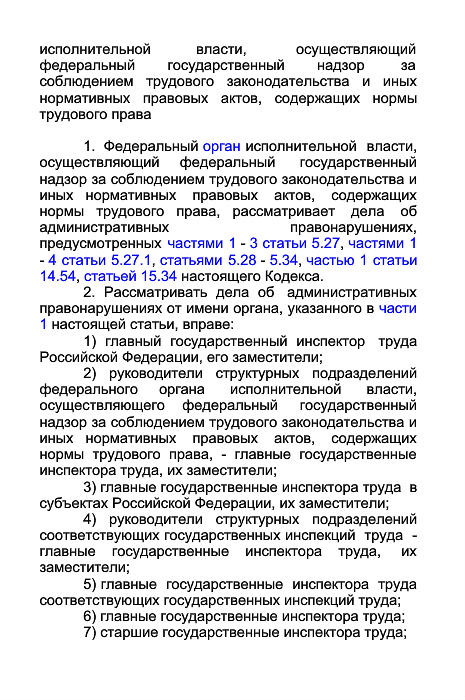 исполнительной власти, осуществляющий
федеральный государственный надзор за
соблюдением трудового законодательства и иных
нормативных правовых актов, содержащих нормы
трудового права
1. Федеральный орган исполнительной власти,
осуществляющий федеральный государственный
надзор за соблюдением трудового законодательства и
иных нормативных правовых актов, содержащих
нормы трудового права, рассматривает дела об
административных правонарушениях,
предусмотренных частями 1 - 3 статьи 5.27, частями 1
- 4 статьи 5.27.1, статьями 5.28 - 5.34, частью 1 статьи
14.54, статьей 15.34 настоящего Кодекса.
2. Рассматривать дела об административных
правонарушениях от имени органа, указанного в части
1 настоящей статьи, вправе:
1) главный государственный инспектор труда
Российской Федерации, его заместители;
2) руководители структурных подразделений
федерального органа исполнительной власти,
осуществляющего федеральный государственный
надзор за соблюдением трудового законодательства и
иных нормативных правовых актов, содержащих
нормы трудового права, - главные государственные
инспектора труда, их заместители;
3) главные государственные инспектора труда в
субъектах Российской Федерации, их заместители;
4) руководители структурных подразделений
соответствующих государственных инспекций труда -
главные государственные инспектора труда, их
заместители;
5) главные государственные инспектора труда
соответствующих государственных инспекций труда;
6) главные государственные инспектора труда;
7) старшие государственные инспектора труда;